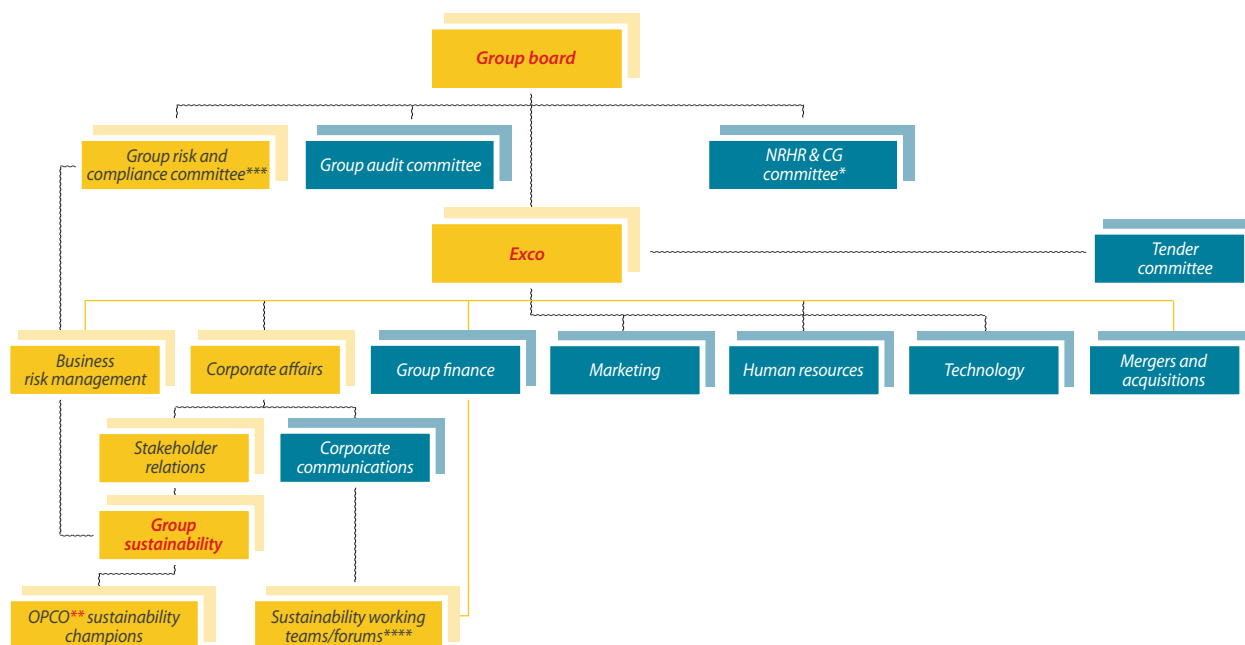 Group board
Group risk and
compliance committee***
Group audit committee
NRHR & CG
committee*
Exco
Tender
committee
Business
risk management
Corporate affairs
Group finance
Marketing
Human resources
Technology
Mergers and
acquisitions
Stakeholder
relations
Corporate
communications
Group
sustainability
OPCO** sustainability
champions
Sustainability working
teams/forums****